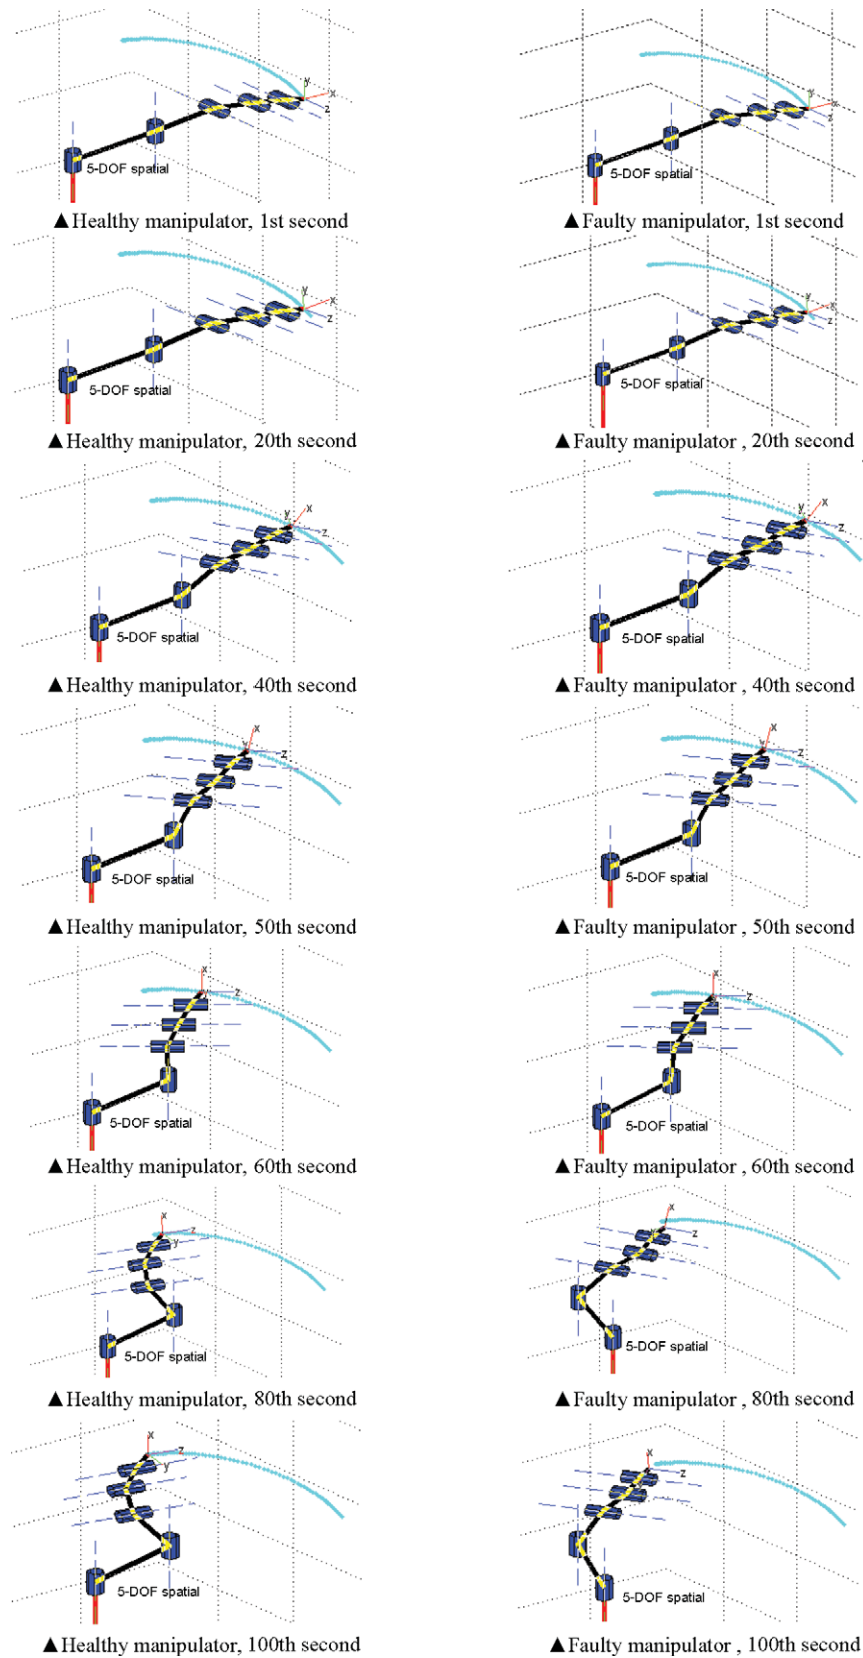 y
x
z
5-DOF spatial
▲Healthy manipulator, 1st second
y
x
z
5-DOF spatial
▲Faulty manipulator, 1st second
y
x
z
5-DOF spatial
▲Healthy manipulator, 20th second
y
x
z
5-DOF spatial
▲Faulty manipulator , 20th second
x
y
z
5-DOF spatial
▲Healthy manipulator, 40th second
x
y
z
5-DOF spatial
▲Faulty manipulator , 40th second
x
y
z
5-DOF spatial
▲Healthy manipulator, 50th second
x
y
z
5-DOF spatial
▲Faulty manipulator , 50th second
x
y
z
5-DOF spatial
▲Healthy manipulator, 60th second
x
z
5-DOF spatial
▲Faulty manipulator , 60th second
x
z
y
5-DOF spatial
▲Healthy manipulator, 80th second
x
y
z
5-DOF spatial
▲Faulty manipulator , 80th second
x
z
y
5-DOF spatial
▲Healthy manipulator, 100th second
x
z
5-DOF spatial
▲Faulty manipulator , 100th second